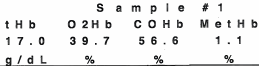 Sample #1
tHb O2Hb COHb MetHb
17.0 39.7 56.6 1.1
g/dL % % %